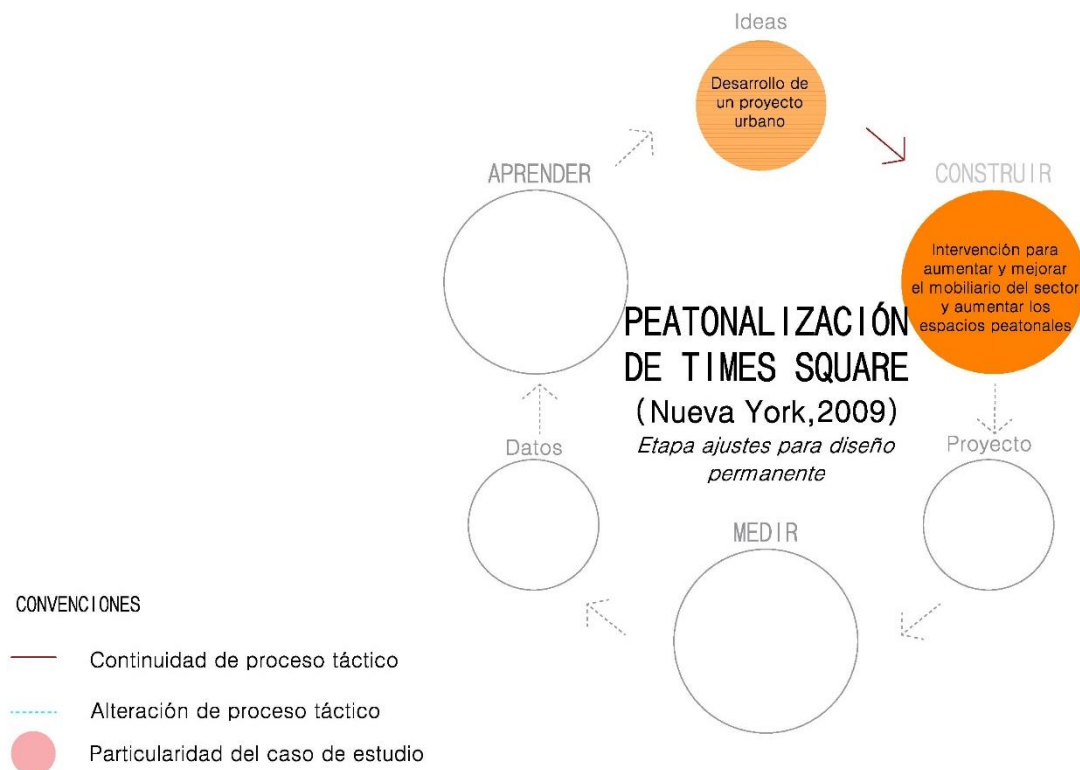 Ideas
Desarrollo de
un proyecto
urbano
APRENDER
CONSTRUIR
Intervención para
aumentar y mejorar
el mobiliario del sector
y aumentar los
espacios peatonales
PEATONALIZACIÓN
DE TIMES SQUARE
(Nueva York,2009)
Etapa ajustes para diseño
permanente
Datos
Proyecto
MEDIR
CONVENCIONES
Continuidad de proceso táctico
Alteración de proceso táctico
Particularidad del caso de estudio